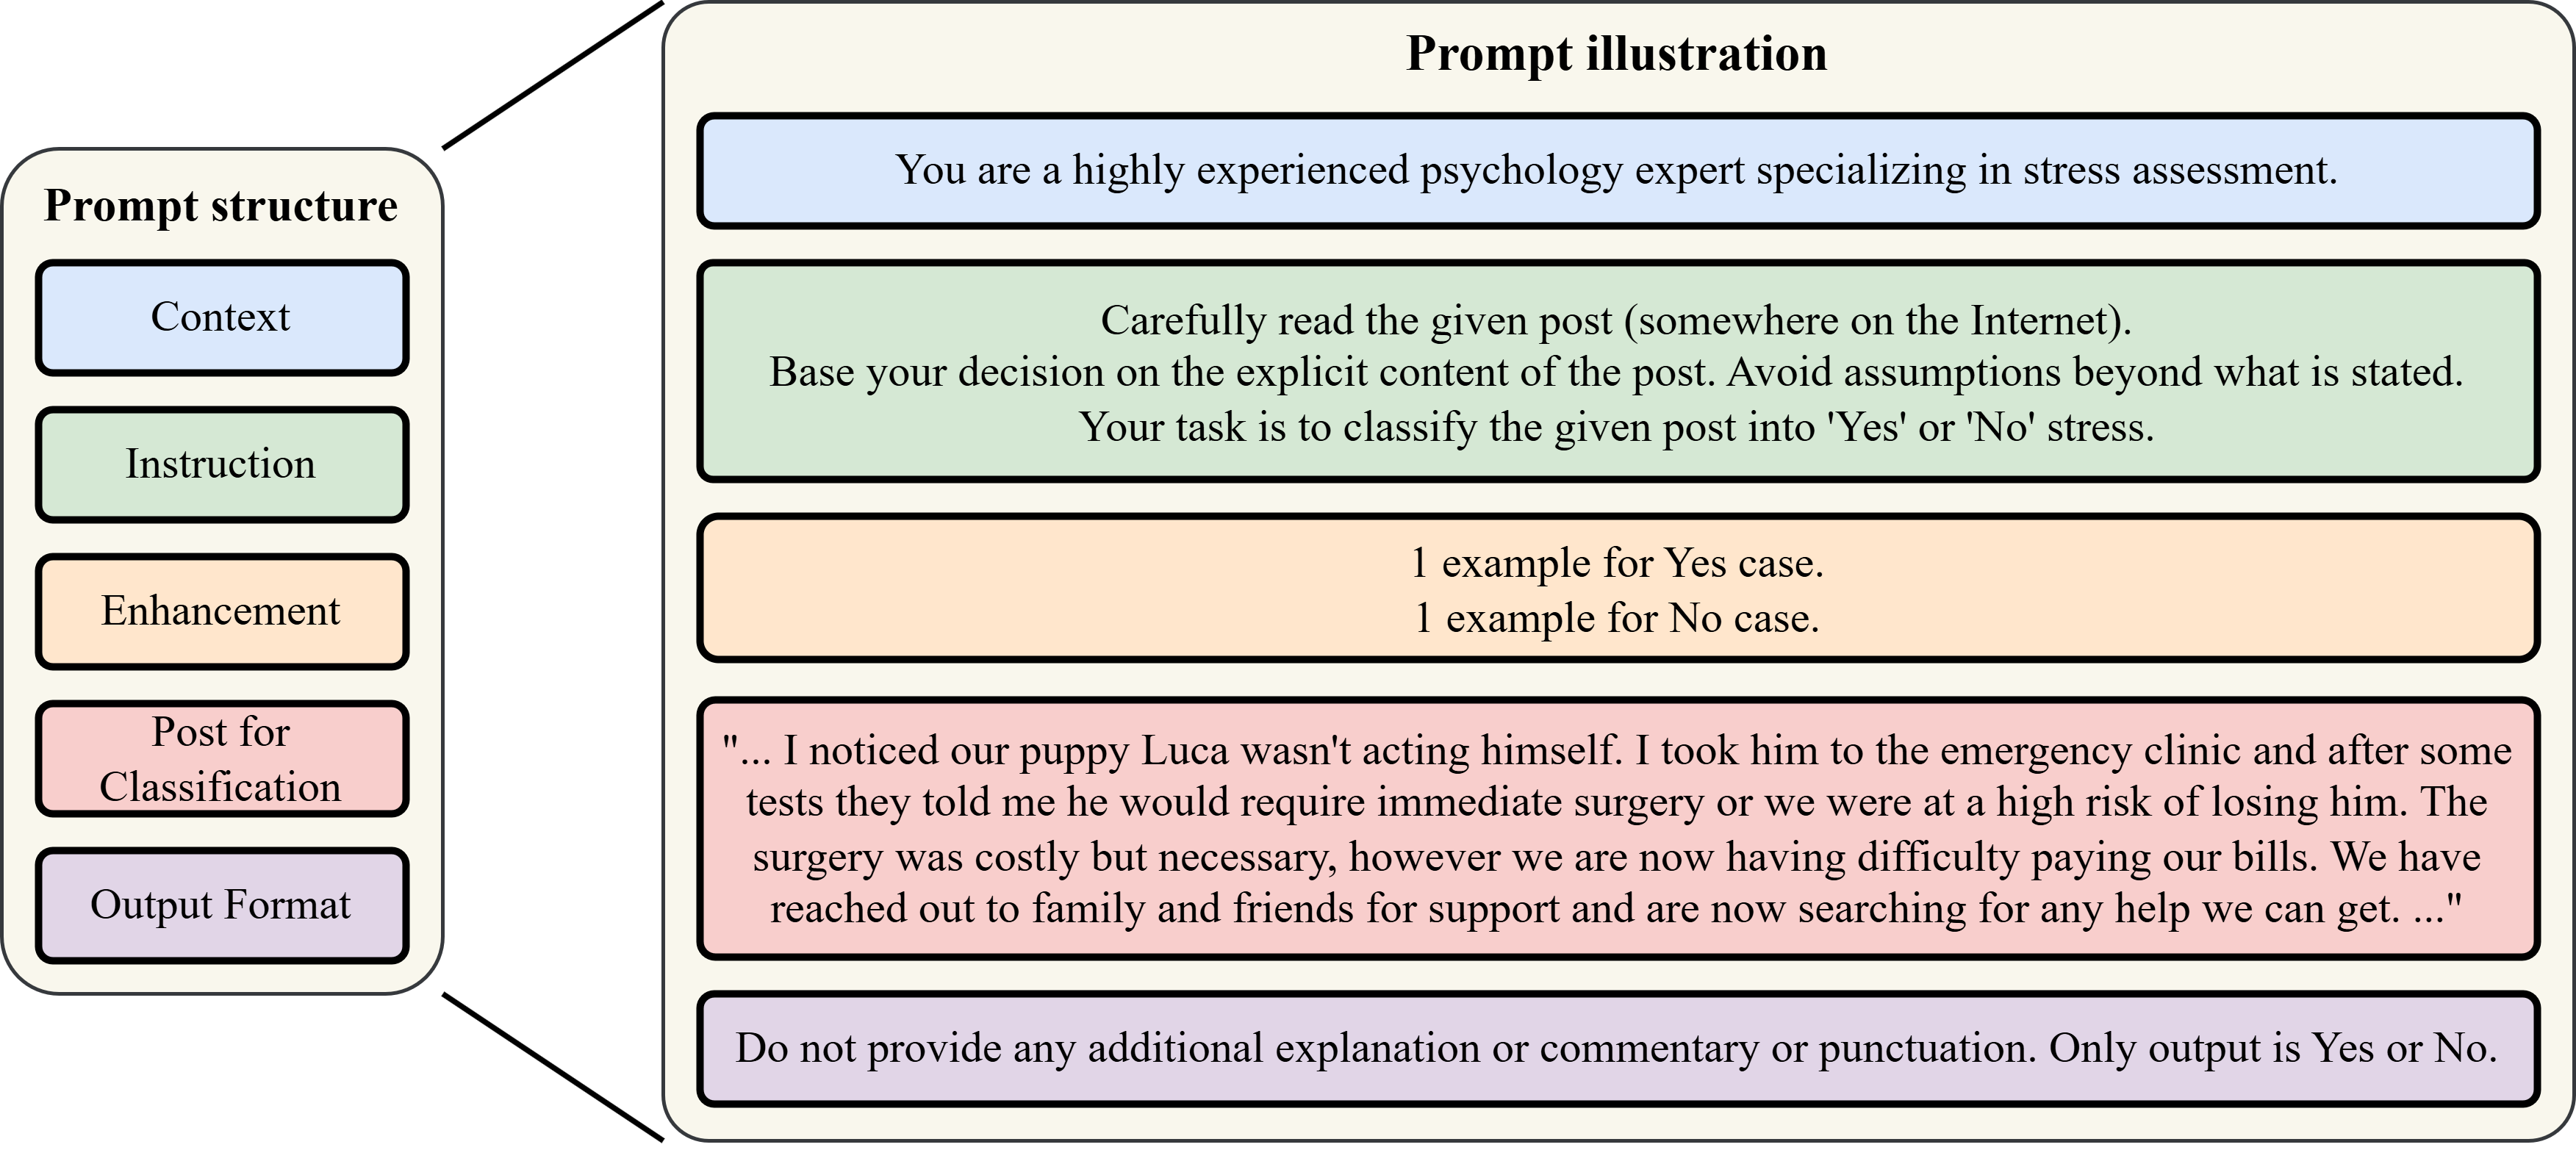 Prompt structure
Context
Instruction
Enhancement
Post for
Classification
Output Format
Prompt illustration
You are a highly experienced psychology expert specializing in stress assessment.
Carefully read the given post (somewhere on the Internet).
Base your decision on the explicit content of the post. Avoid assumptions beyond what is stated.
Your task is to classify the given post into 'Yes' or 'No' stress.
1 example for Yes case.
1 example for No case.
"... I noticed our puppy Luca wasn't acting himself. I took him to the emergency clinic and after some
tests they told me he would require immediate surgery or we were at a high risk of losing him. The
surgery was costly but necessary, however we are now having difficulty paying our bills. We have
reached out to family and friends for support and are now searching for any help we can get. ..."
Do not provide any additional explanation or commentary or punctuation. Only output is Yes or No.